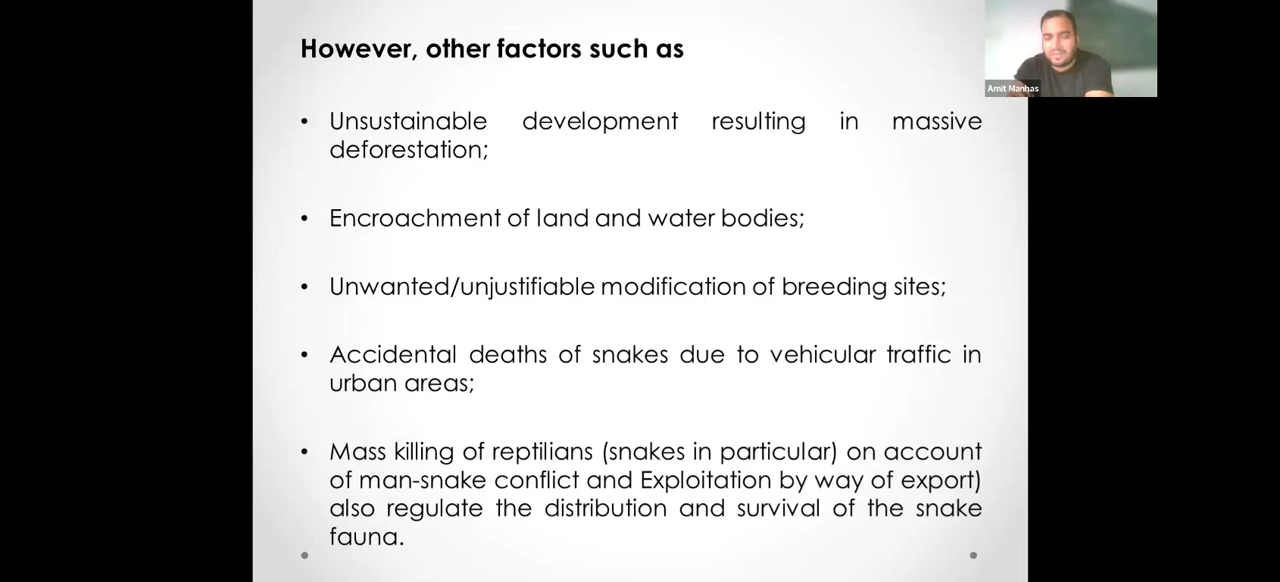 However, other factors such as
Amit Manhas
• Unsustainable development resulting in massive
deforestation;
• Encroachment of land and water bodies;
• Unwanted/unjustifiable modification of breeding sites;
• Accidental deaths of snakes due to vehicular traffic in
urban areas;
• Mass killing of reptilians (snakes in particular) on account
of man-snake conflict and Exploitation by way of export)
also regulate the distribution and survival of the snake
fauna.